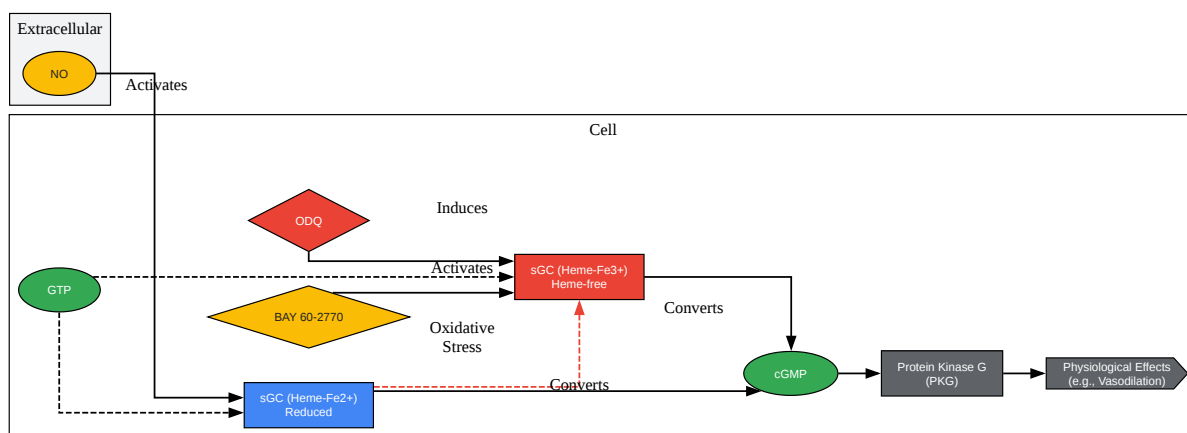 Extracellular
NO
Activates
Cell
ODQ
Induces
sGC (Heme-Fe3+)
Heme-free
Activates
GTP
BAY 60-2770
Converts
Oxidative
Stress
sGC (Heme-Fe2+)
Reduced
Converts
cGMP
Protein Kinase G
(PKG)
Physiological Effects
(e.g., Vasodilation)